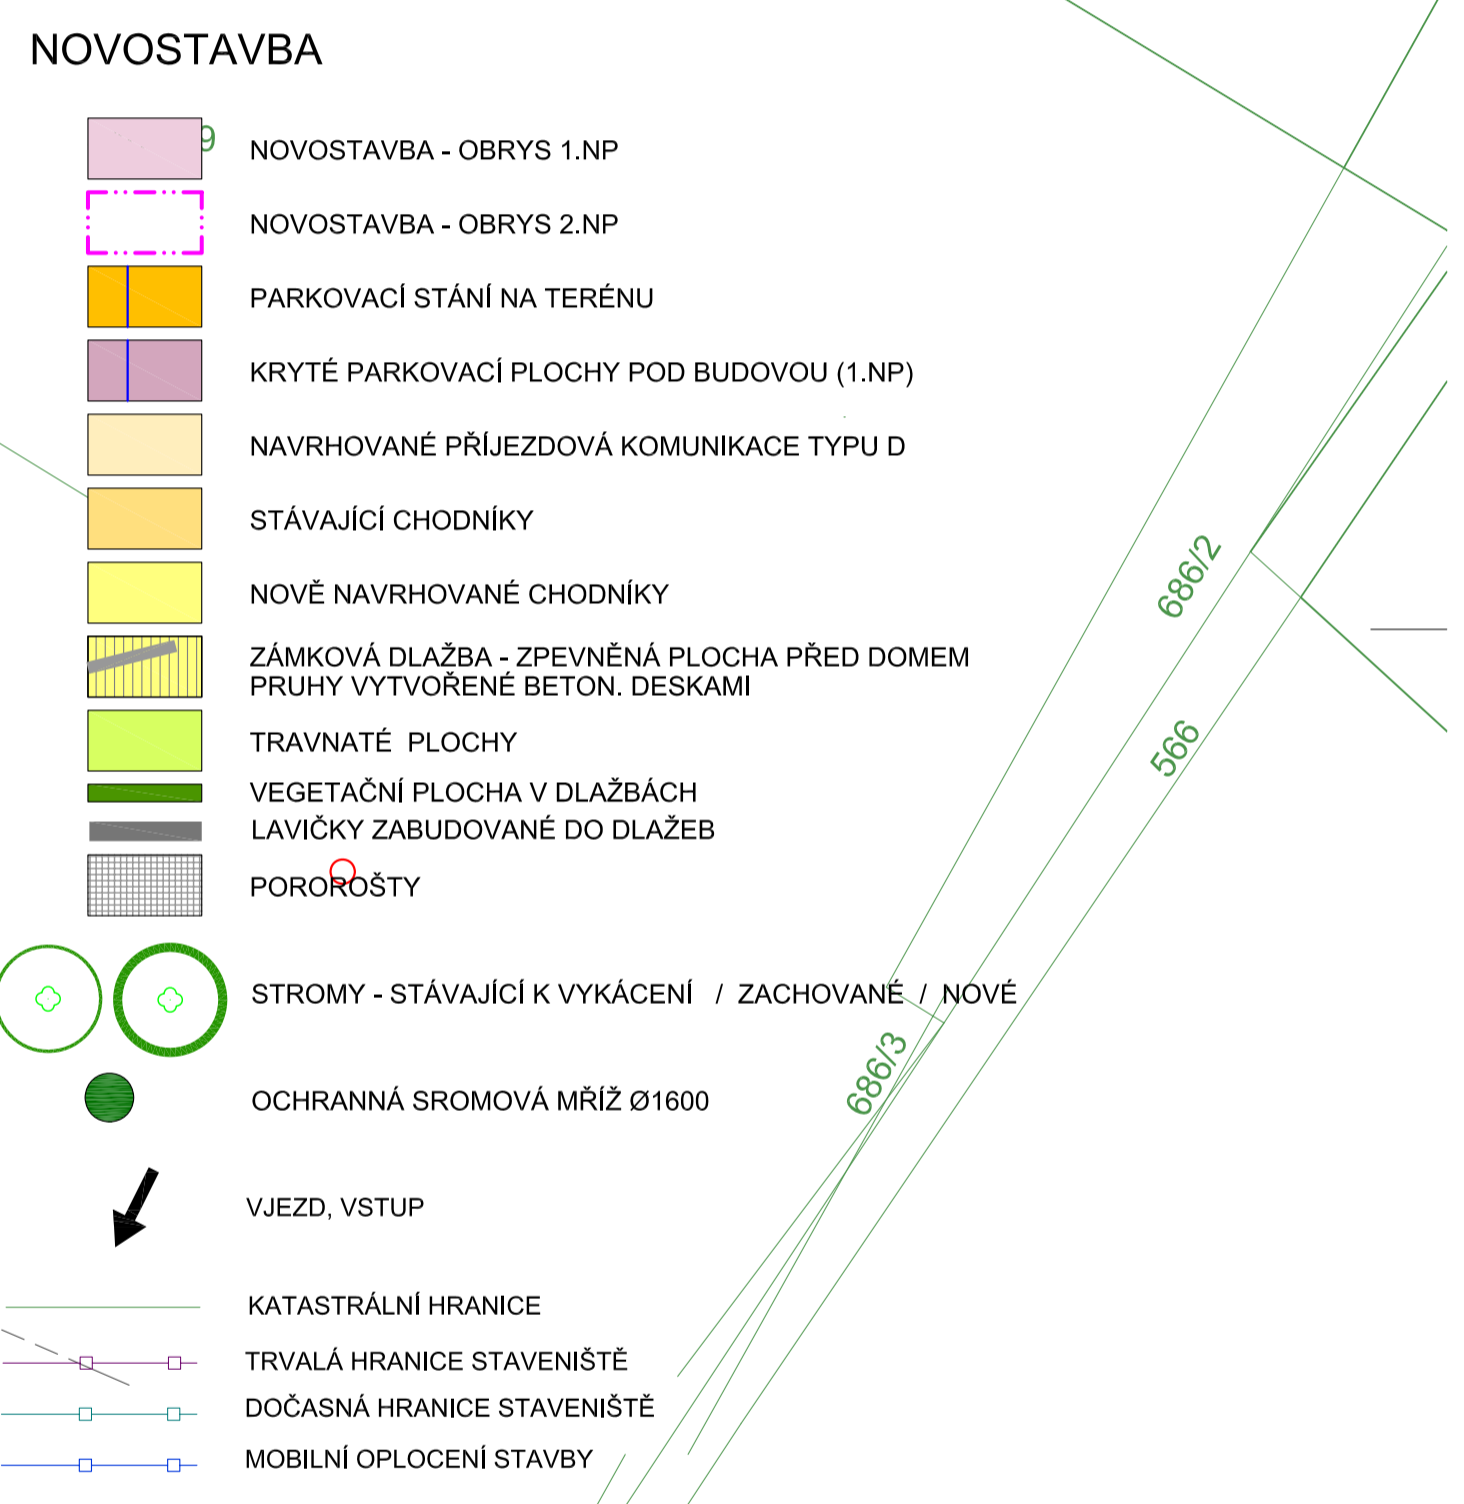 NOVOSTAVBA
9
NOVOSTAVBA - OBRYS 1.NP
NOVOSTAVBA - OBRYS 2.NP
PARKOVACÍ STÁNÍ NA TERÉNU
KRYTÉ PARKOVACÍ PLOCHY POD BUDOVOU (1.NP)
NAVRHOVANÉ PŘÍJEZDOVÁ KOMUNIKACE TYPU D
STÁVAJÍCÍ CHODNÍKY
NOVĚ NAVRHOVANÉ CHODNÍKY
ZÁMKOVÁ DLAŽBA - ZPEVNĚNÁ PLOCHA PŘED DOMEM
PRUHY VYTVOŘENÉ BETON. DESKAMI
TRAVNATÉ PLOCHY
VEGETAČNÍ PLOCHA V DLAŽBÁCH
LAVIČKY ZABUDOVANÉ DO DLAŽEB
POROROŠTY
STROMY - STÁVAJÍCÍ K VYKÁCENÍ / ZACHOVANÉ / NOVÉ
OCHRANNÁ SROMOVÁ MŘÍŽ Ø1600
VJEZD, VSTUP
KATASTRÁLNÍ HRANICE
TRVALÁ HRANICE STAVENIŠTĚ
DOČASNÁ HRANICE STAVENIŠTĚ
MOBILNÍ OPLOCENÍ STAVBY
686/2
566
686/3